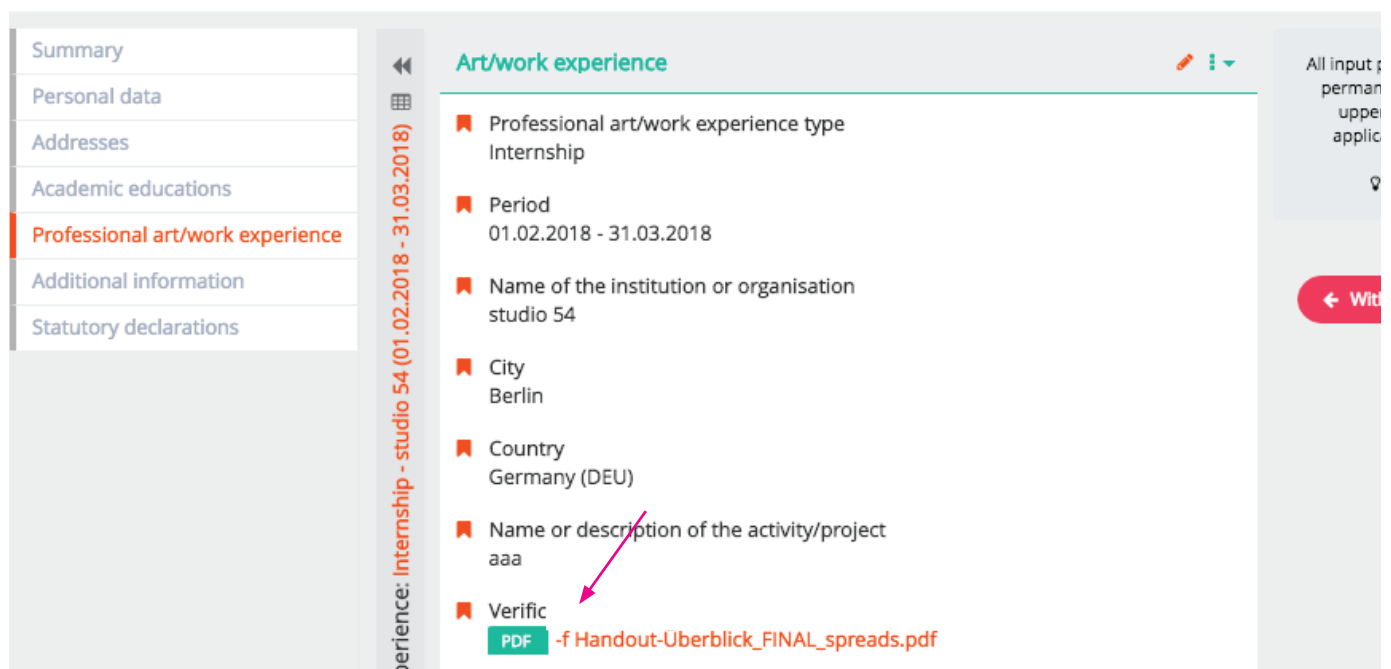 Summary
Personal data
Addresses
Academic educations
Professional art/work experience
Additional information
Statutory declarations
perience: Internship - studio 54 (01.02.2018 - 31.03.2018)
Art/work experience
Professional art/work experience type
Internship
Period
01.02.2018 - 31.03.2018
Name of the institution or organisation
studio 54
City
Berlin
Country
Germany (DEU)
Name or description of the activity/project
aaa
Verific
PDF -f Handout-Überblick_FINAL_spreads.pdf
All input
perman
upper
applica